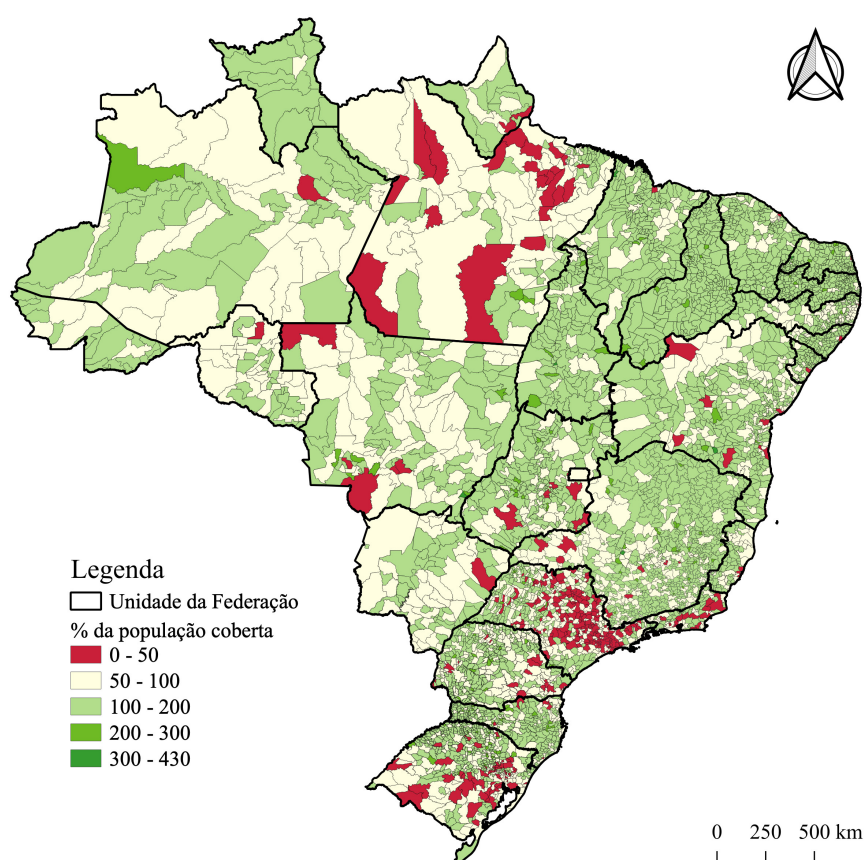 Legenda
Unidade da Federação
% da população coberta
0 - 50
50 - 100
100 - 200
200 - 300
300 - 430
0 250 500 km